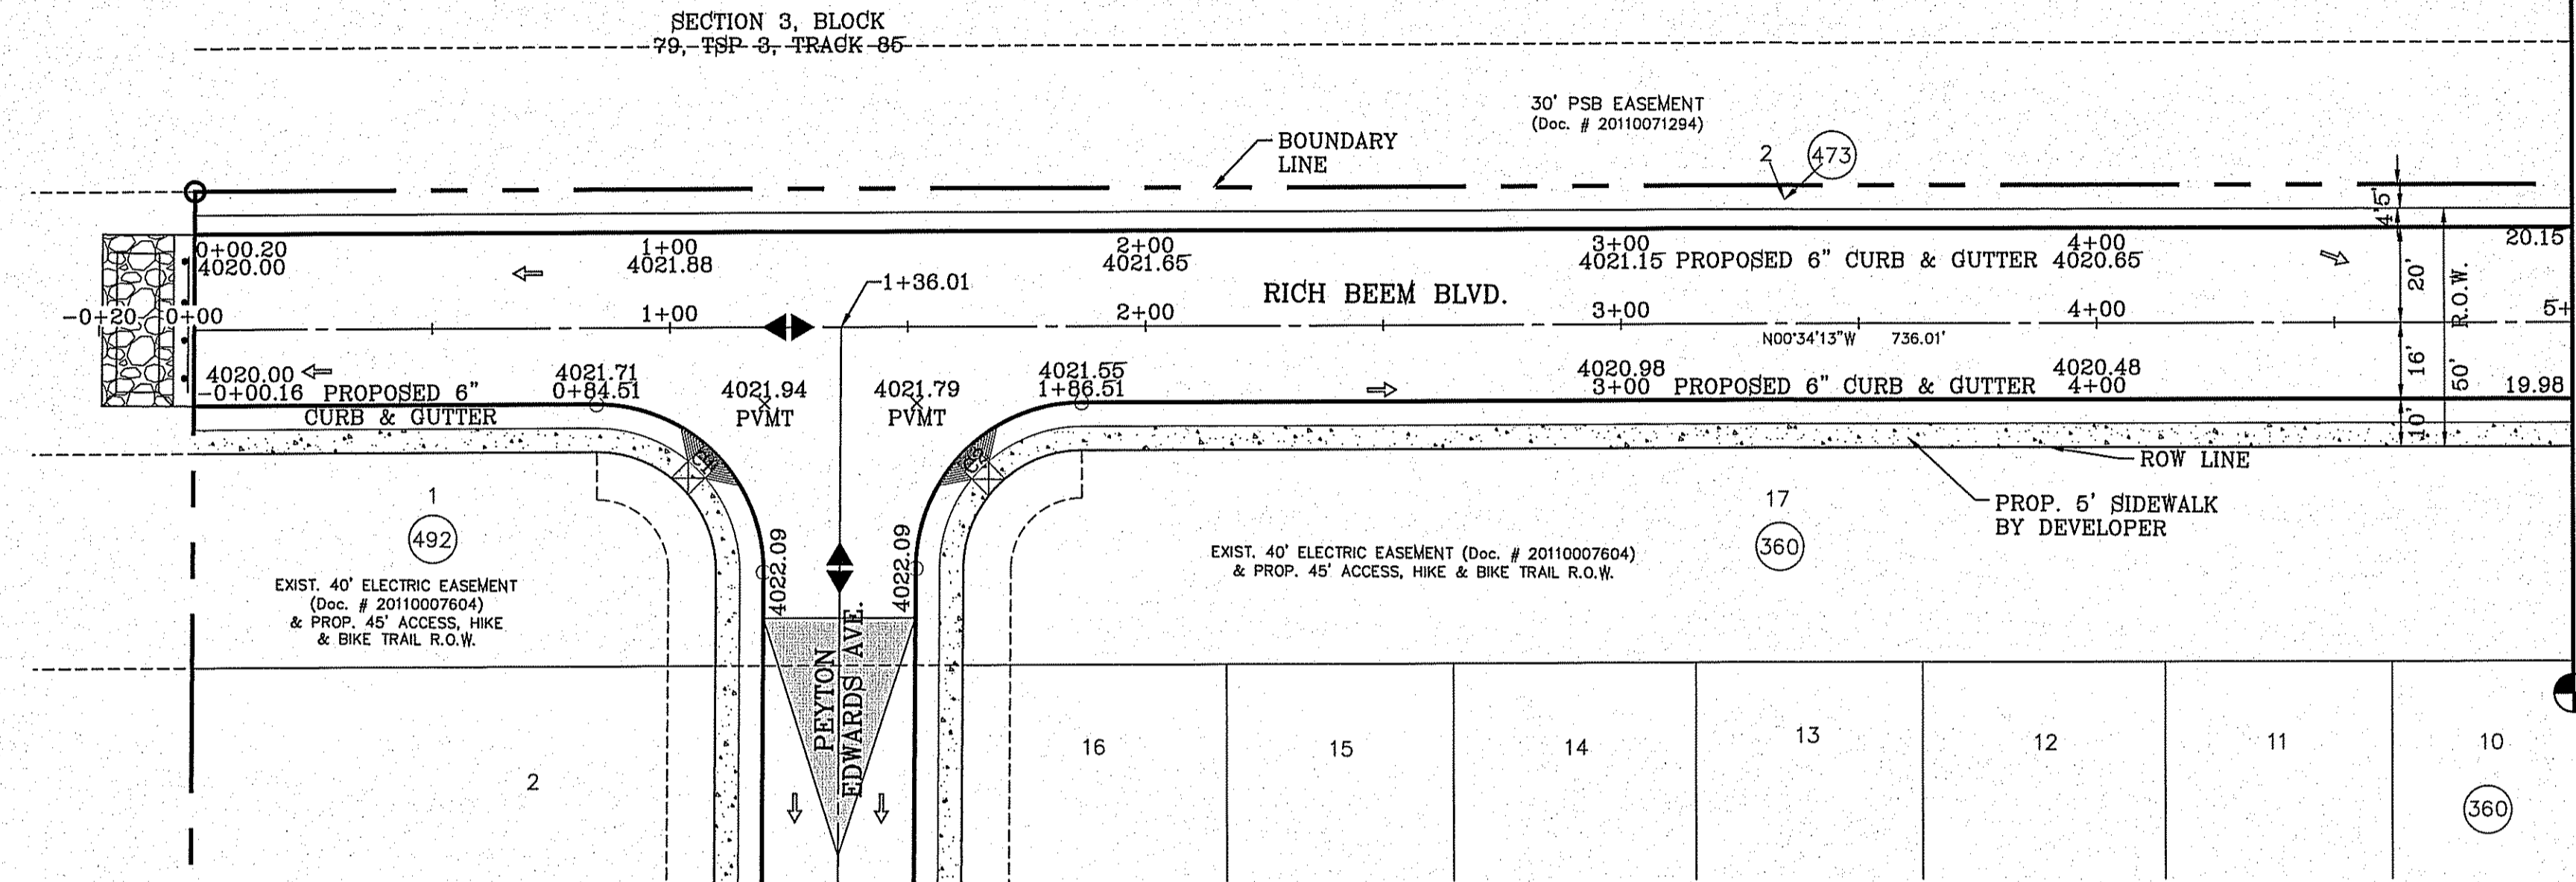 SECTION 3, BLOCK
79, TSP 3, TRACK 85
30' PSB EASEMENT
(Doc. # 20110071294)
BOUNDARY
LINE
2 473
4.5'
0+00.20
4020.00
1+00
4021.88
2+00
4021.65
3+00
4021.15 PROPOSED 6" CURB & GUTTER
4+00
4020.65
20.15
1+36.01
RICH BEEM BLVD.
20'
R.O.W.
-0+20
0+00
1+00
2+00
3+00
4+00
5+
N00°34'13"W 736.01'
4020.00
-0+00.16 PROPOSED 6"
CURB & GUTTER
4021.71
0+84.51
4021.94
PVMT
4021.79
PVMT
4021.55
1+86.51
4020.98
3+00 PROPOSED 6" CURB & GUTTER
4020.48
4+00
16'
50'
19.98
10'
ROW LINE
PROP. 5' SIDEWALK
BY DEVELOPER
1
492
EXIST. 40' ELECTRIC EASEMENT
(Doc. # 20110007604)
& PROP. 45' ACCESS, HIKE
& BIKE TRAIL R.O.W.
4022.09
4022.09
17
360
EXIST. 40' ELECTRIC EASEMENT (Doc. # 20110007604)
& PROP. 45' ACCESS, HIKE & BIKE TRAIL R.O.W.
PEYTON
EDWARDS AVE.
2
16
15
14
13
12
11
10
360